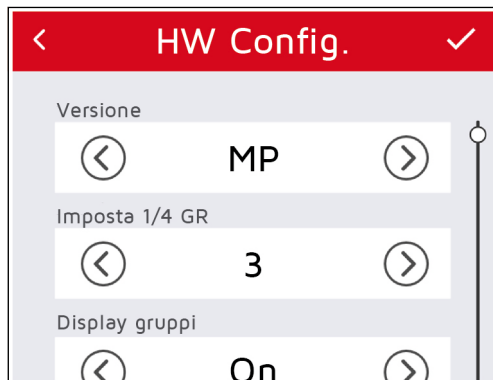 HW Config.
Versione
MP
Imposta 1/4 GR
3
Display gruppi
On